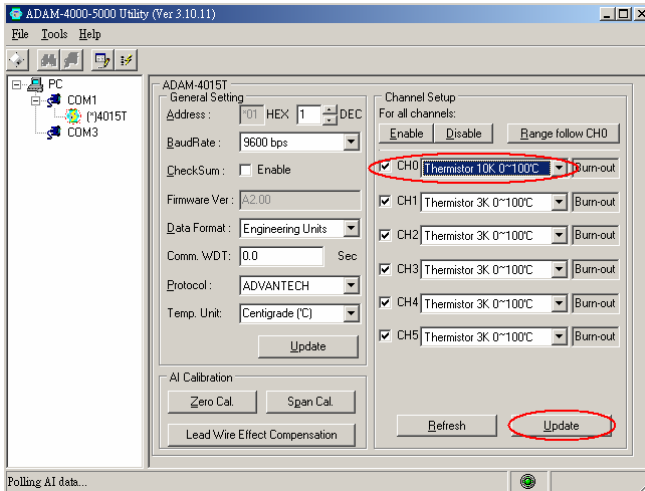 ADAM-4000-5000 Utility (Ver 3.10.11)
File Tools Help
PC
COM1
(*)4015T
COM3
ADAM-4015T
General Setting
Address : *01 HEX 1 DEC
BaudRate : 9600 bps
CheckSum : Enable
Firmware Ver : A2.00
Data Format : Engineering Units
Comm. WDT: 0.0 Sec
Protocol : ADVANTECH
Temp. Unit: Centigrade (℃)
Update
AI Calibration
Zero Cal. Span Cal.
Lead Wire Effect Compensation
Channel Setup
For all channels:
Enable Disable Range follow CH0
CH0 Thermistor 10K 0~100℃ Burn-out
CH1 Thermistor 3K 0~100℃ Burn-out
CH2 Thermistor 3K 0~100℃ Burn-out
CH3 Thermistor 3K 0~100℃ Burn-out
CH4 Thermistor 3K 0~100℃ Burn-out
CH5 Thermistor 3K 0~100℃ Burn-out
Refresh Update
Polling AI data...